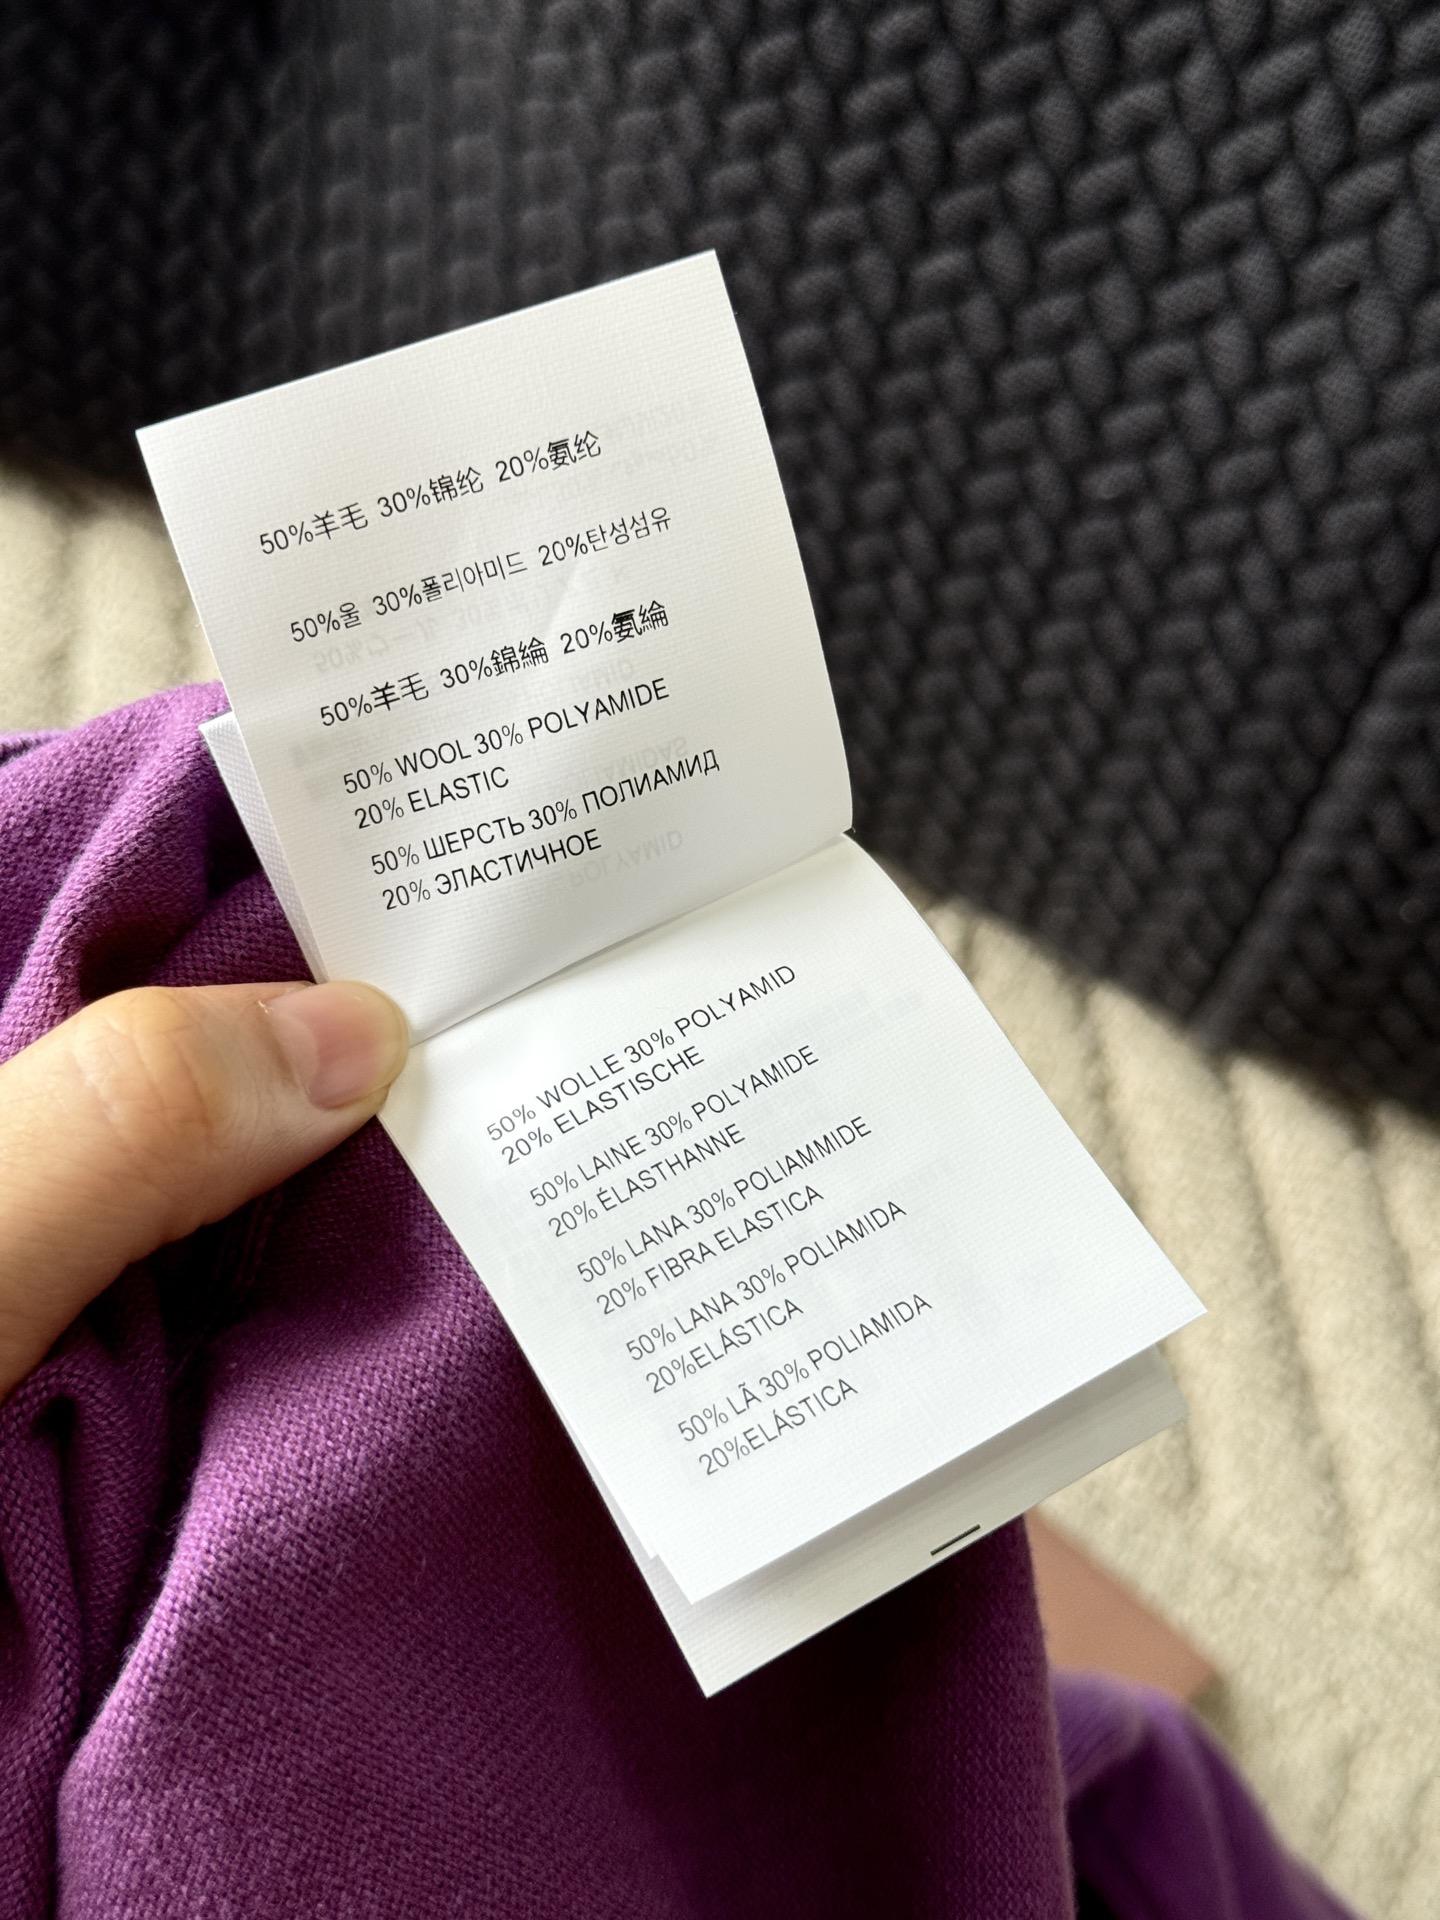 50%羊毛 30%锦纶 20%氨纶
50%울 30%폴리아미드 20%탄성섬유
50%羊毛 30%錦綸 20%氨綸
50% WOOL 30% POLYAMIDE
20% ELASTIC
50% ШЕРСТЬ 30% ПОЛИАМИД
20% ЭЛАСТИЧНОЕ
50% WOLLE 30% POLYAMID
20% ELASTISCHE
50% LAINE 30% POLYAMIDE
20% ÉLASTHANNE
50% LANA 30% POLIAMMIDE
20% FIBRA ELASTICA
50% LANA 30% POLIAMIDA
20%ELÁSTICA
50% LÃ 30% POLIAMIDA
20%ELÁSTICA